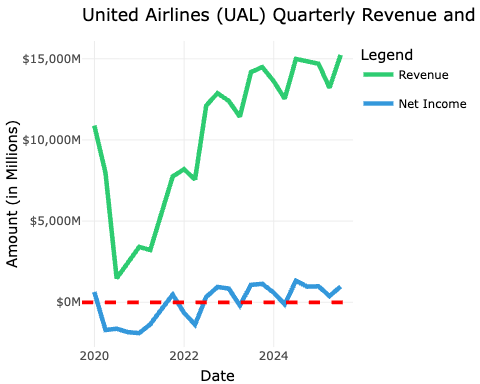 United Airlines (UAL) Quarterly Revenue and
Legend
Revenue
Net Income
Amount (in Millions)
$15,000M
$10,000M
$5,000M
$0M
2020
2022
2024
Date